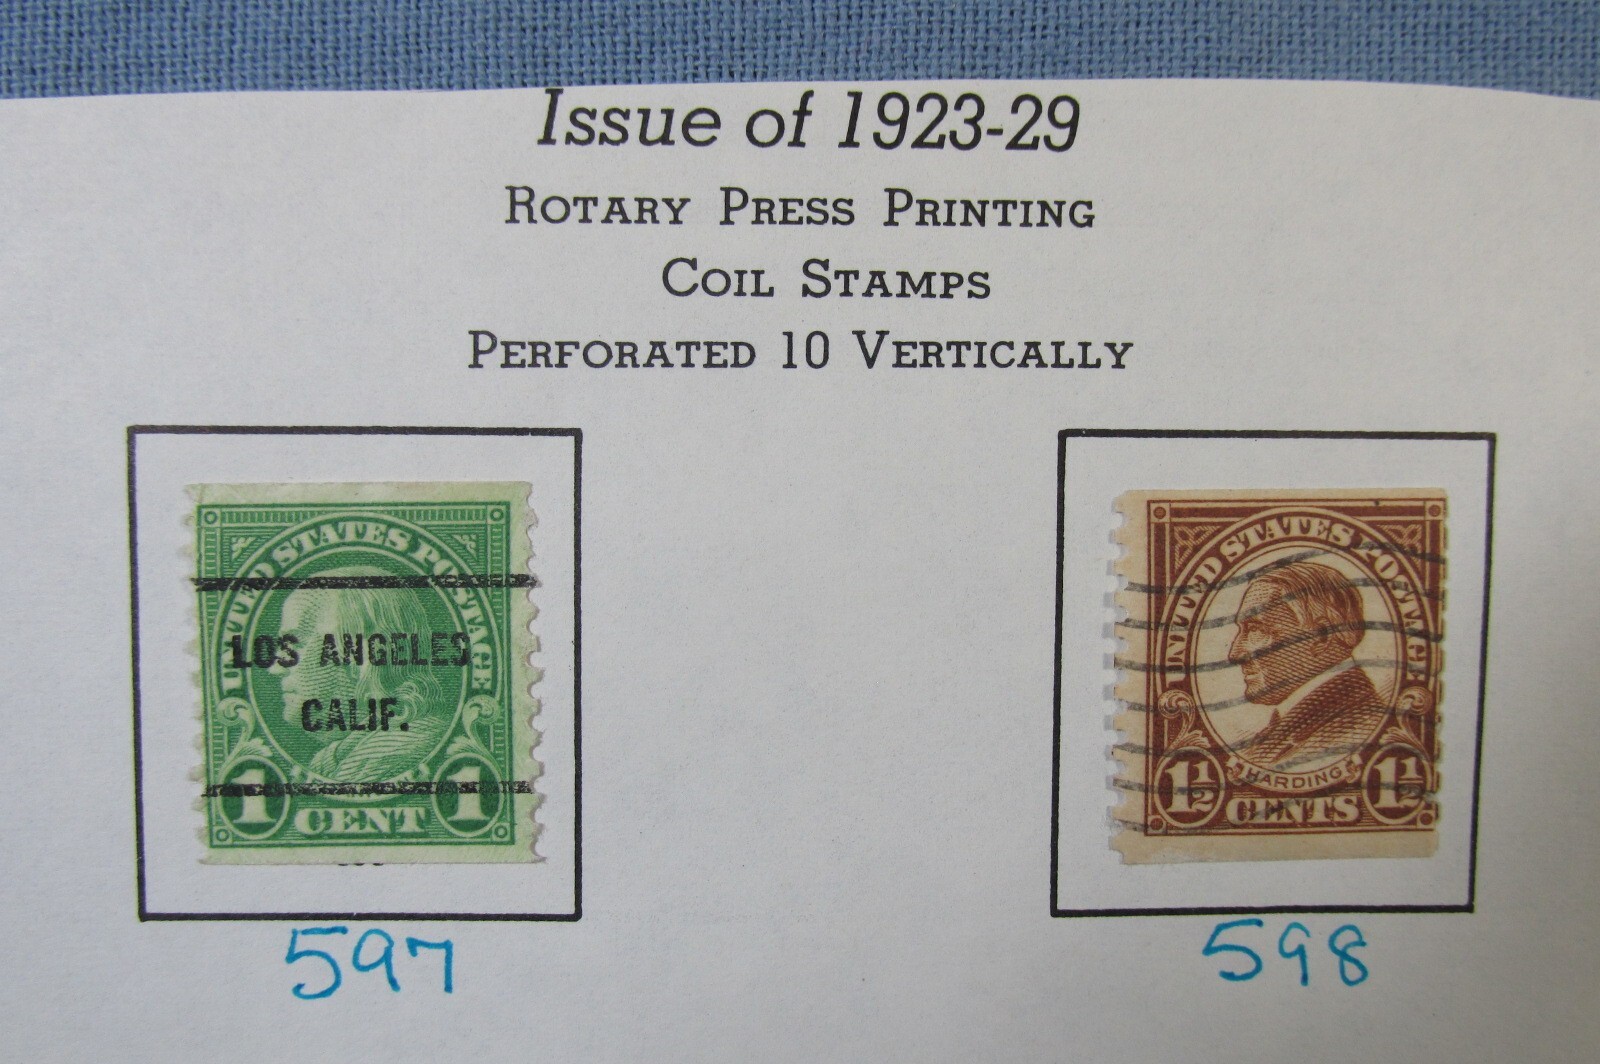 Issue of 1923-29
ROTARY PRESS PRINTING
COIL STAMPS
PERFORATED 10 VERTICALLY
UNITED STATES POSTAGE
LOS ANGELES
CALIF.
1 CENT 1
UNITED STATES POSTAGE
HARDING
1½ CENTS 1½
597
598